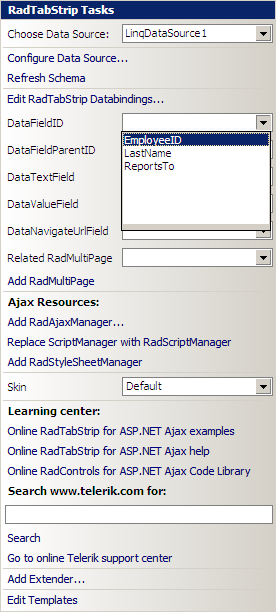 RadTabStrip Tasks
Choose Data Source: LinqDataSource1
Configure Data Source...
Refresh Schema
Edit RadTabStrip Databindings...
DataFieldID
EmployeeID
DataFieldParentID
LastName
ReportsTo
DataTextField
DataValueField
DataNavigateUrlField
Related RadMultiPage
Add RadMultiPage
Ajax Resources:
Add RadAjaxManager...
Replace ScriptManager with RadScriptManager
Add RadStyleSheetManager
Skin Default
Learning center:
Online RadTabStrip for ASP.NET Ajax examples
Online RadTabStrip for ASP.NET Ajax help
Online RadControls for ASP.NET Ajax Code Library
Search www.telerik.com for:
Search
Go to online Telerik support center
Add Extender...
Edit Templates